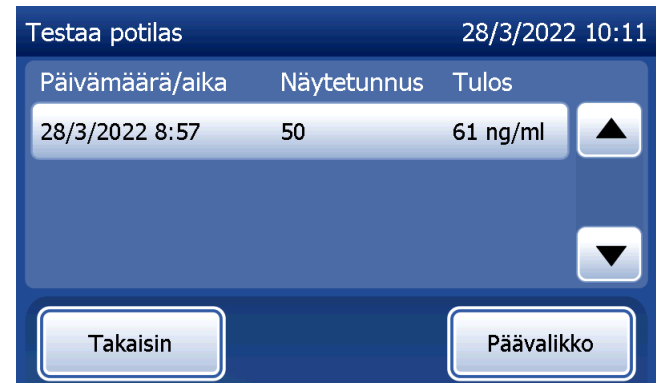 Testaa potilas 28/3/2022 10:11
Päivämäärä/aika Näytetunnus Tulos
28/3/2022 8:57 50 61 ng/ml
Takaisin Päävalikko